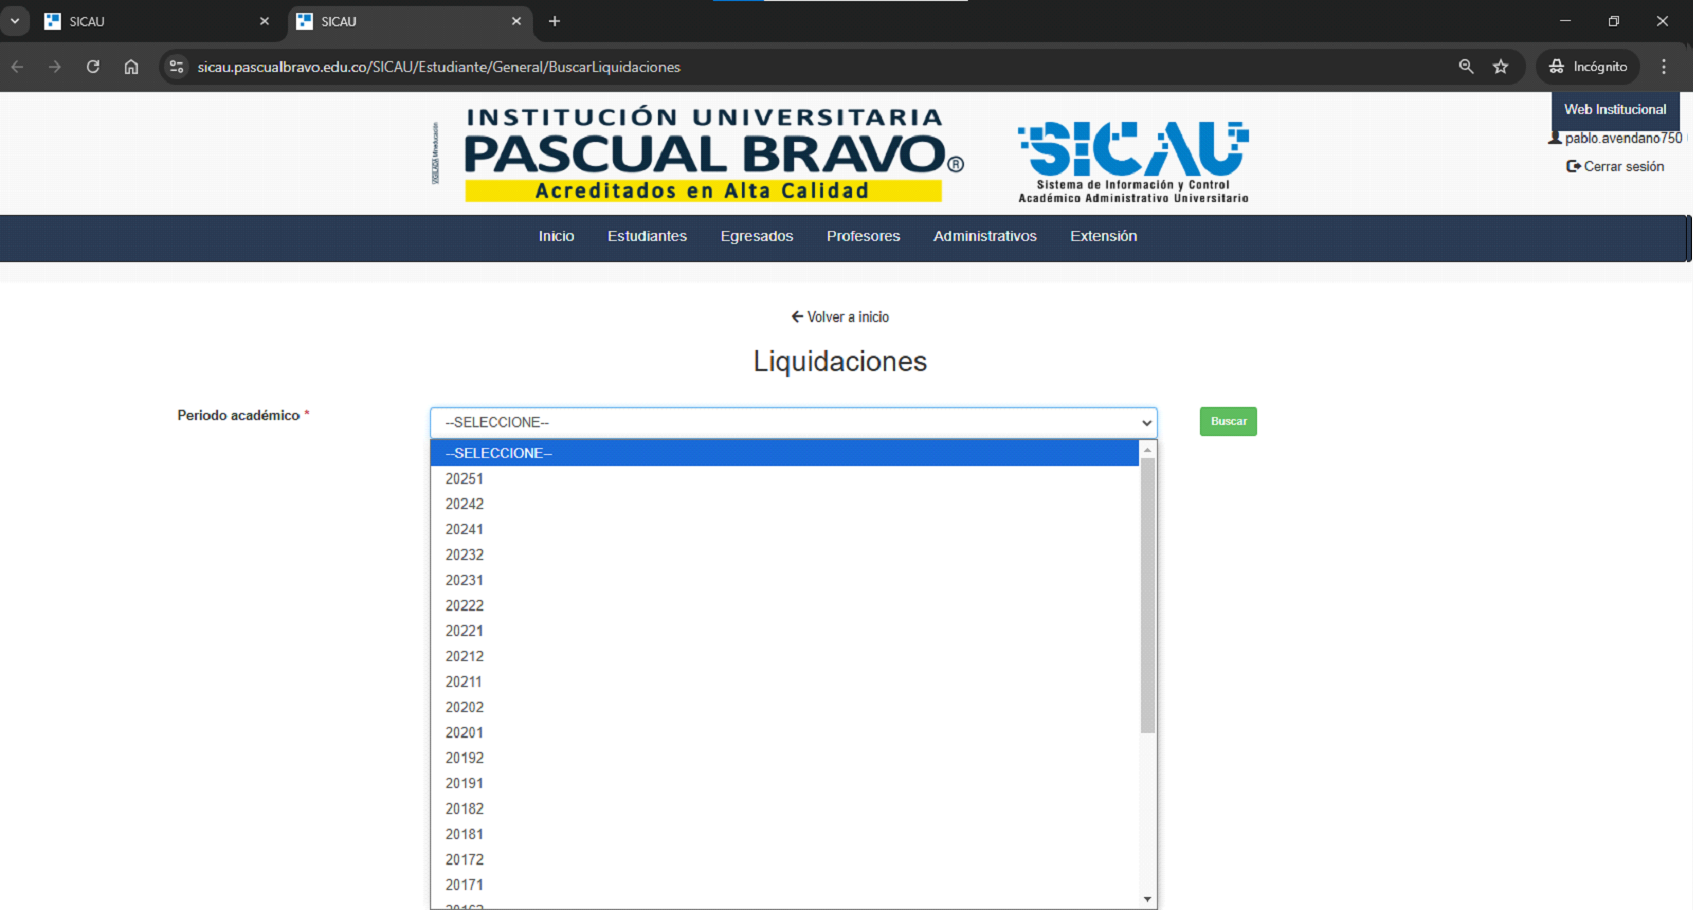 SICAU
SICAU
sicau.pascualbravo.edu.co/SICAU/Estudiante/General/BuscarLiquidaciones
Incógnito
INSTITUCIÓN UNIVERSITARIA
PASCUAL BRAVO®
Acreditados en Alta Calidad
SICAU
Sistema de Información y Control
Académico Administrativo Universitario
Web Institucional
pablo.avendano750
Cerrar sesión
Inicio Estudiantes Egresados Profesores Administrativos Extensión
Volver a inicio
Liquidaciones
Periodo académico *
--SELECCIONE--
Buscar
--SELECCIONE--
20251
20242
20241
20232
20231
20222
20221
20212
20211
20202
20201
20192
20191
20182
20181
20172
20171